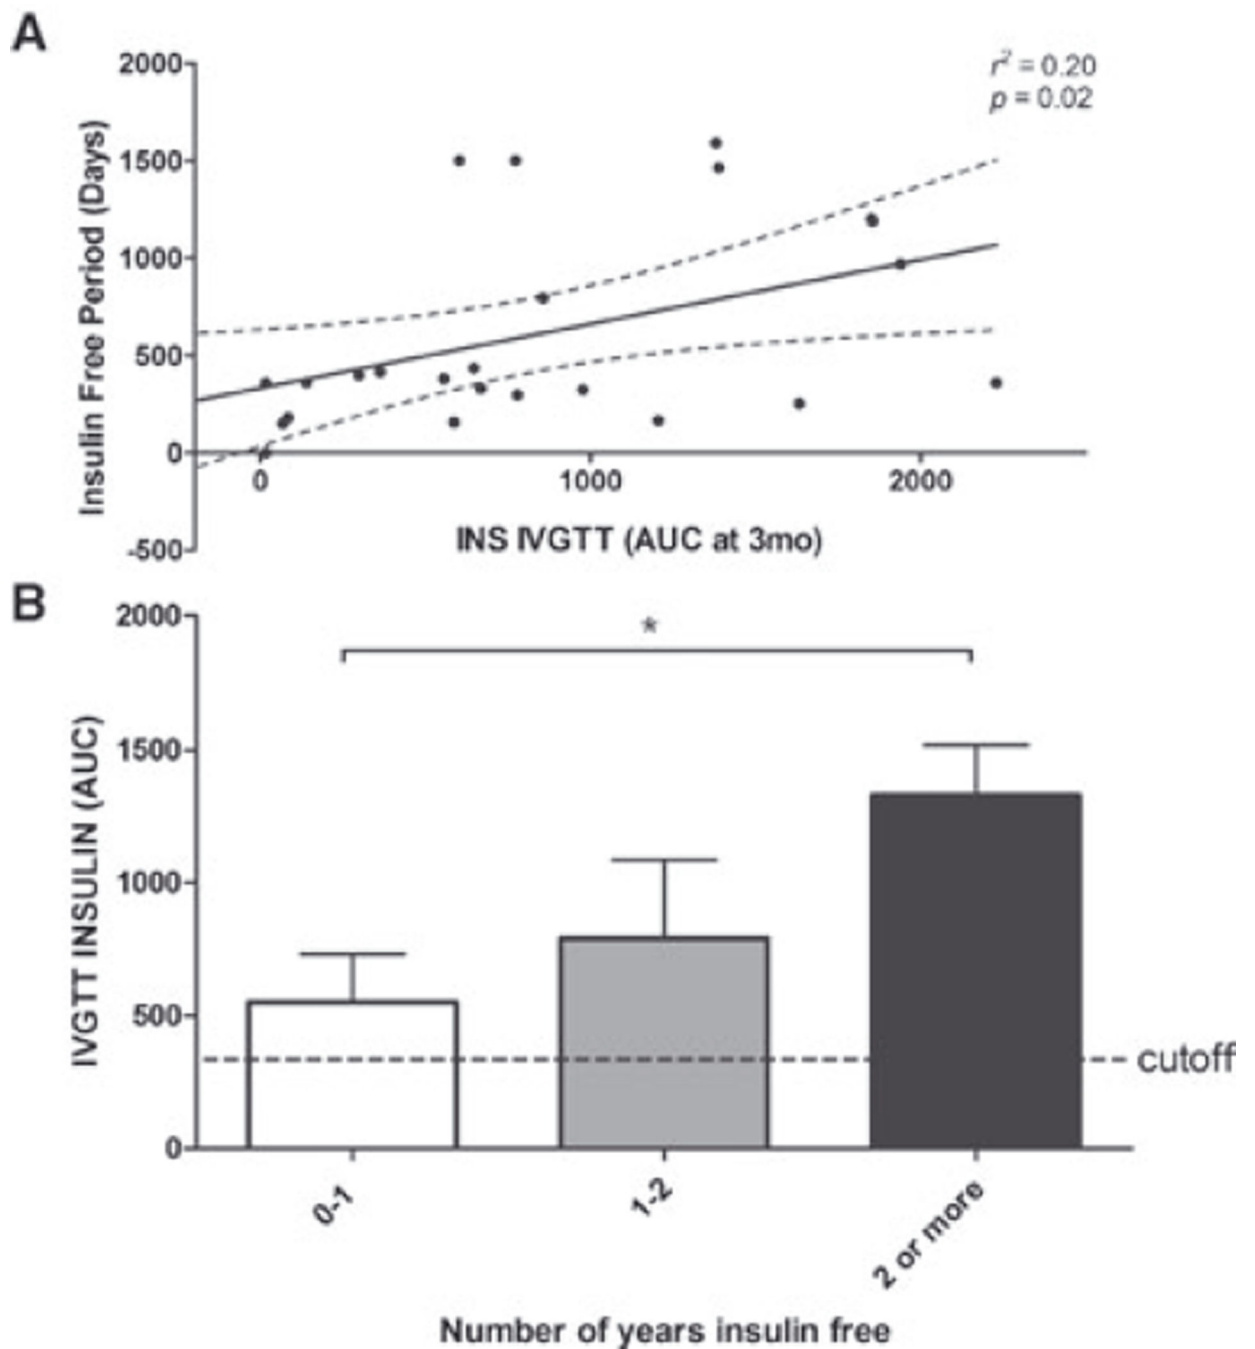 A
2000
r² = 0.20
p = 0.02
1500
1000
500
0
-500
Insulin Free Period (Days)
0 1000 2000
INS IVGTT (AUC at 3mo)
B
2000
*
1500
1000
500
0
IVGTT INSULIN (AUC)
cutoff
0-1 1-2 2 or more
Number of years insulin free